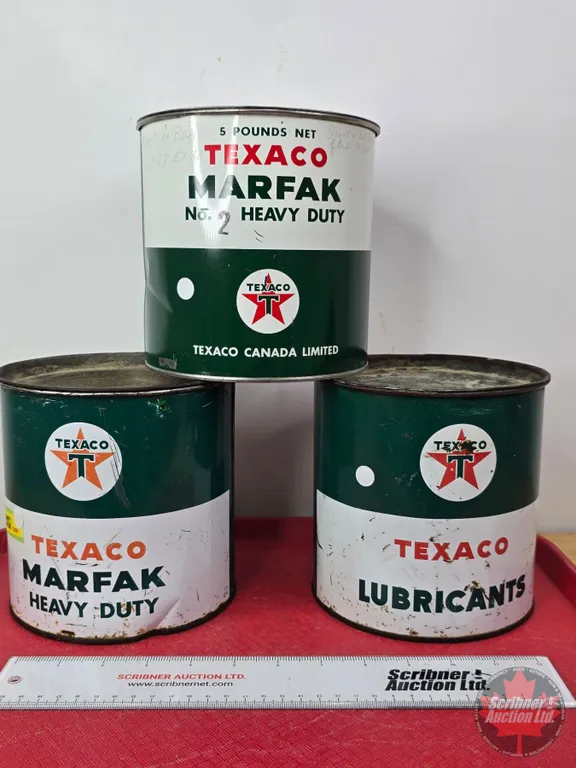 5 POUNDS NET
TEXACO
MARFAK
No. 2 HEAVY DUTY
TEXACO
T
TEXACO CANADA LIMITED
TEXACO
T
TEXACO
MARFAK
HEAVY DUTY
TEXACO
T
TEXACO
LUBRICANTS
SCRIBNER AUCTION LTD.
www.scribnernet.com
Scribner
Auction Ltd.
Scribner
Auction Ltd.